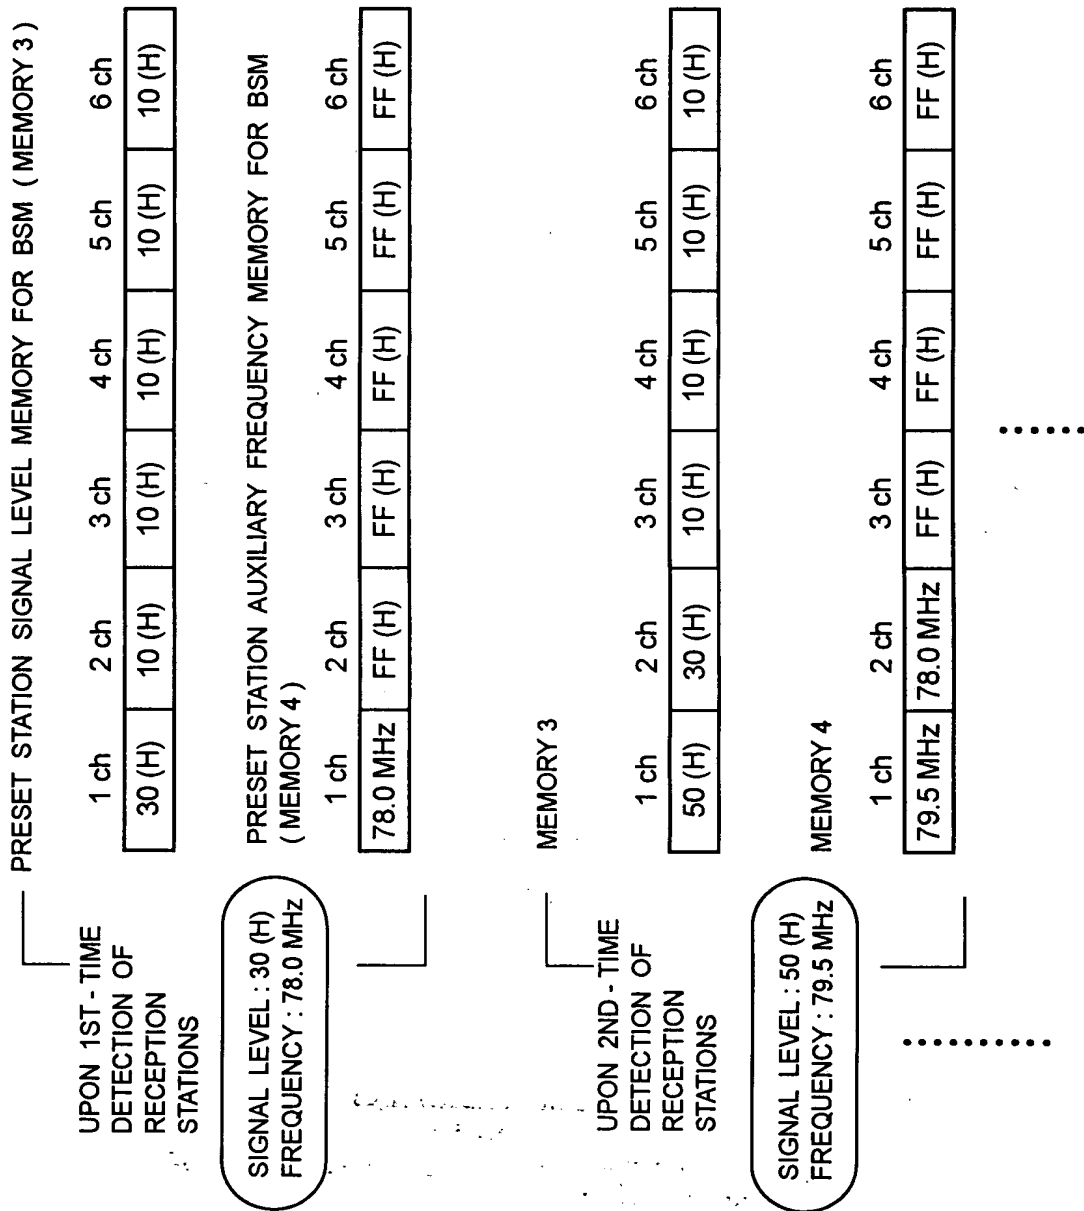 PRESET STATION SIGNAL LEVEL MEMORY FOR BSM ( MEMORY 3 )
UPON 1ST - TIME
DETECTION OF
RECEPTION
STATIONS
1 ch 2 ch 3 ch 4 ch 5 ch 6 ch
30 (H) 10 (H) 10 (H) 10 (H) 10 (H) 10 (H)
SIGNAL LEVEL : 30 (H)
FREQUENCY : 78.0 MHz
PRESET STATION AUXILIARY FREQUENCY MEMORY FOR BSM
( MEMORY 4 )
1 ch 2 ch 3 ch 4 ch 5 ch 6 ch
78.0 MHz FF (H) FF (H) FF (H) FF (H) FF (H)
MEMORY 3
UPON 2ND - TIME
DETECTION OF
RECEPTION
STATIONS
1 ch 2 ch 3 ch 4 ch 5 ch 6 ch
50 (H) 30 (H) 10 (H) 10 (H) 10 (H) 10 (H)
SIGNAL LEVEL : 50 (H)
FREQUENCY : 79.5 MHz
MEMORY 4
1 ch 2 ch 3 ch 4 ch 5 ch 6 ch
79.5 MHz 78.0 MHz FF (H) FF (H) FF (H) FF (H)